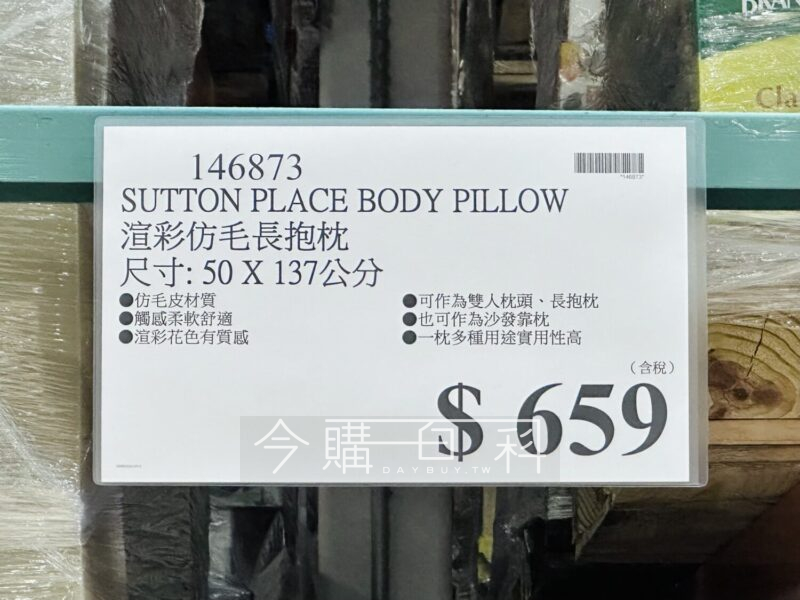 BRAN
Cla
146873
*146873*
SUTTON PLACE BODY PILLOW
渲彩仿毛長抱枕
尺寸: 50 X 137公分
●仿毛皮材質
●觸感柔軟舒適
●渲彩花色有質感
●可作為雙人枕頭、長抱枕
●也可作為沙發靠枕
●一枕多種用途實用性高
(含稅)
$ 659
今購百科
DAYBUY.TW